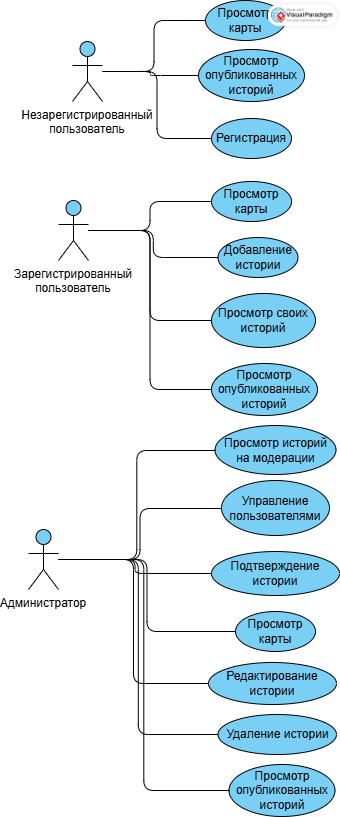 Просмотр
карты
VisualParadigm
Незарегистрированный
пользователь
Просмотр
опубликованных
историй
Регистрация
Зарегистрированный
пользователь
Просмотр
карты
Добавление
истории
Просмотр своих
историй
Просмотр
опубликованных
историй
Администратор
Просмотр историй
на модерации
Управление
пользователями
Подтверждение
истории
Просмотр
карты
Редактирование
истории
Удаление истории
Просмотр
опубликованных
историй